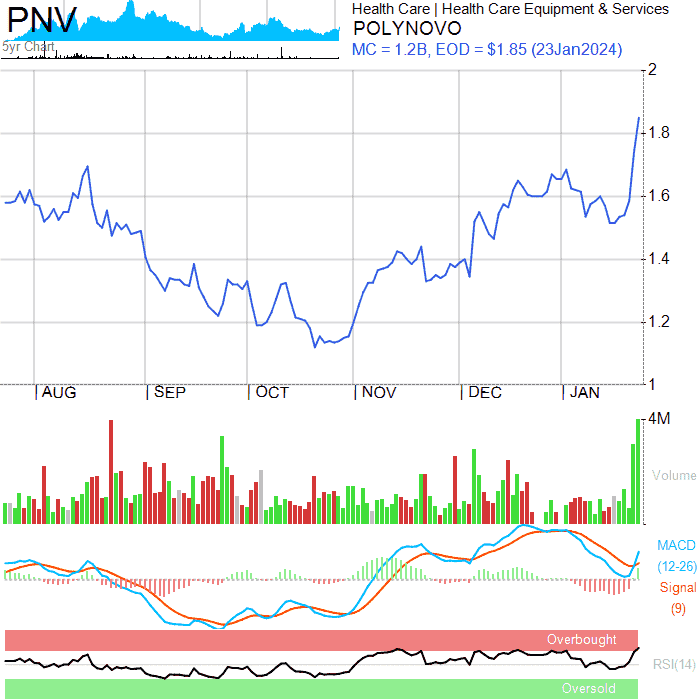 PNV
5yr Chart
Health Care | Health Care Equipment & Services
POLYNOVO
MC = 1.2B, EOD = $1.85 (23Jan2024)
2
1.8
1.6
1.4
1.2
1
AUG SEP OCT NOV DEC JAN
4M
Volume
MACD
(12-26)
Signal
(9)
Overbought
RSI(14)
Oversold